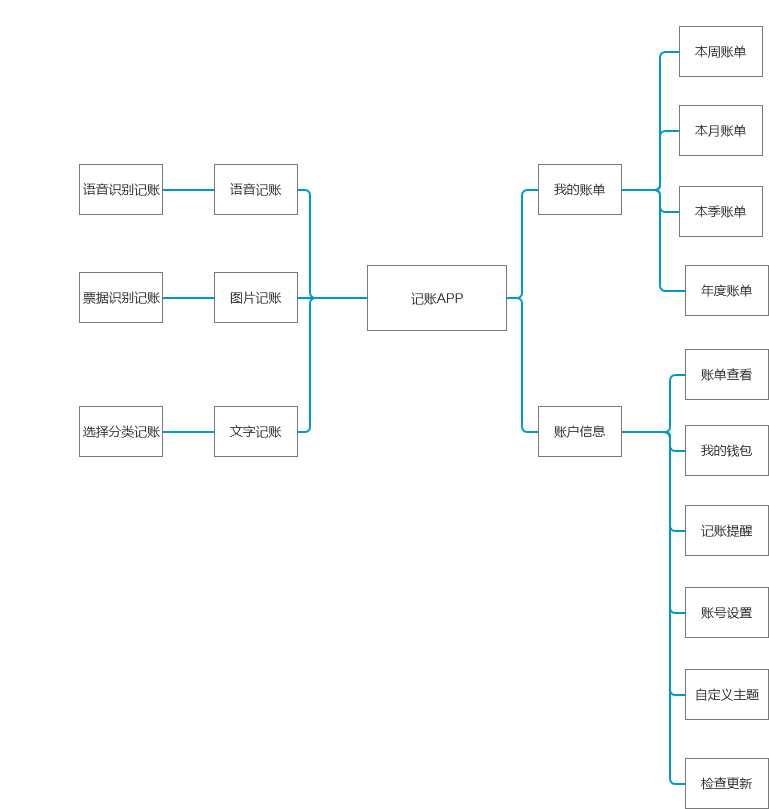 本周账单
本月账单
语音识别记账
语音记账
我的账单
本季账单
票据识别记账
图片记账
记账APP
年度账单
账单查看
选择分类记账
文字记账
账户信息
我的钱包
记账提醒
账号设置
自定义主题
检查更新